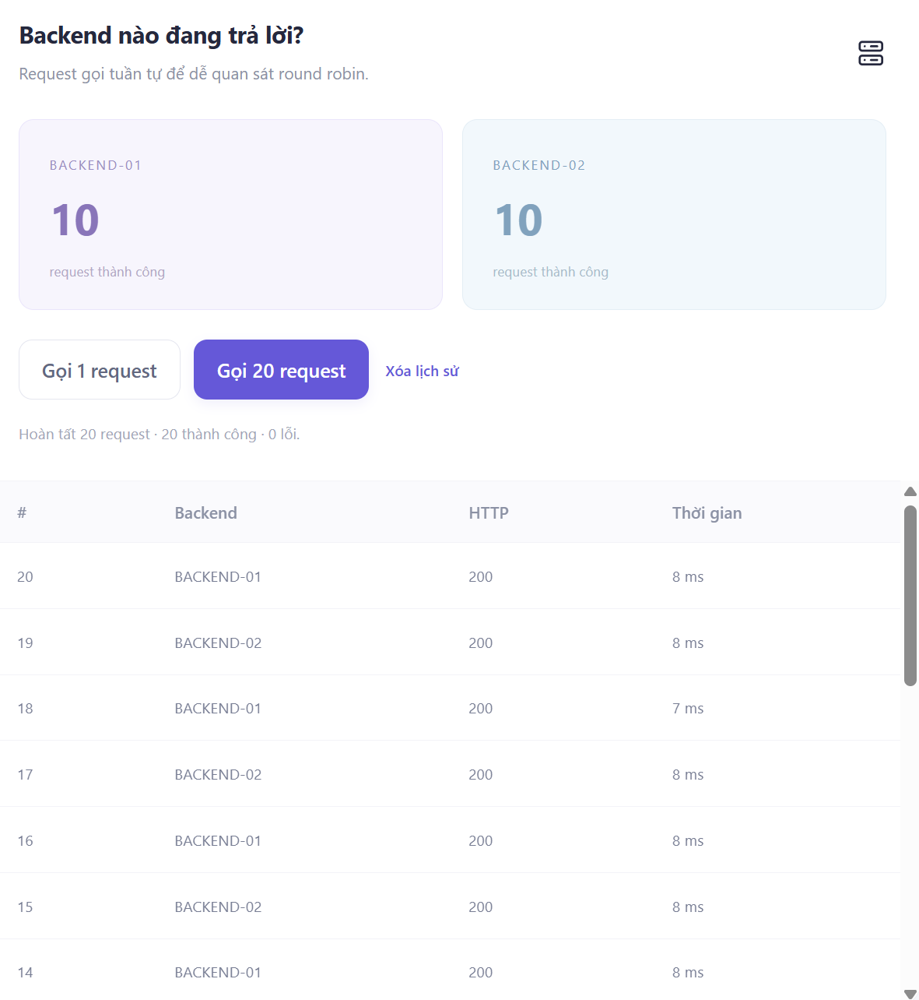 Backend nào đang trả lời?
Request gọi tuần tự để dễ quan sát round robin.
BACKEND-01
10
request thành công
BACKEND-02
10
request thành công
Gọi 1 request
Gọi 20 request
Xóa lịch sử
Hoàn tất 20 request · 20 thành công · 0 lỗi.
# Backend HTTP Thời gian
20 BACKEND-01 200 8 ms
19 BACKEND-02 200 8 ms
18 BACKEND-01 200 7 ms
17 BACKEND-02 200 8 ms
16 BACKEND-01 200 8 ms
15 BACKEND-02 200 8 ms
14 BACKEND-01 200 8 ms